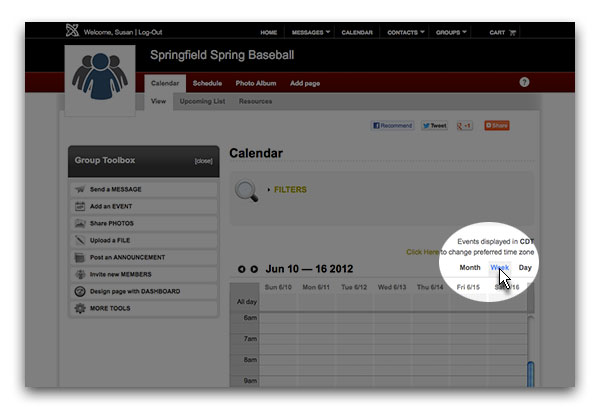 Welcome, Susan | Log-Out HOME MESSAGES CALENDAR CONTACTS GROUPS CART
Springfield Spring Baseball
Calendar Schedule Photo Album Add page ?
View Upcoming List Resources
Recommend Tweet +1 Share
Group Toolbox [close]
Send a MESSAGE
Add an EVENT
Share PHOTOS
Upload a FILE
Post an ANNOUNCEMENT
Invite new MEMBERS
Design page with DASHBOARD
MORE TOOLS
Calendar
FILTERS
Events displayed in CDT
Click Here to change preferred time zone
Month Week Day
Jun 10 — 16 2012
Sun 6/10 Mon 6/11 Tue 6/12 Wed 6/13 Thu 6/14 Fri 6/15 Sat 6/16
All day
6am
7am
8am
9am